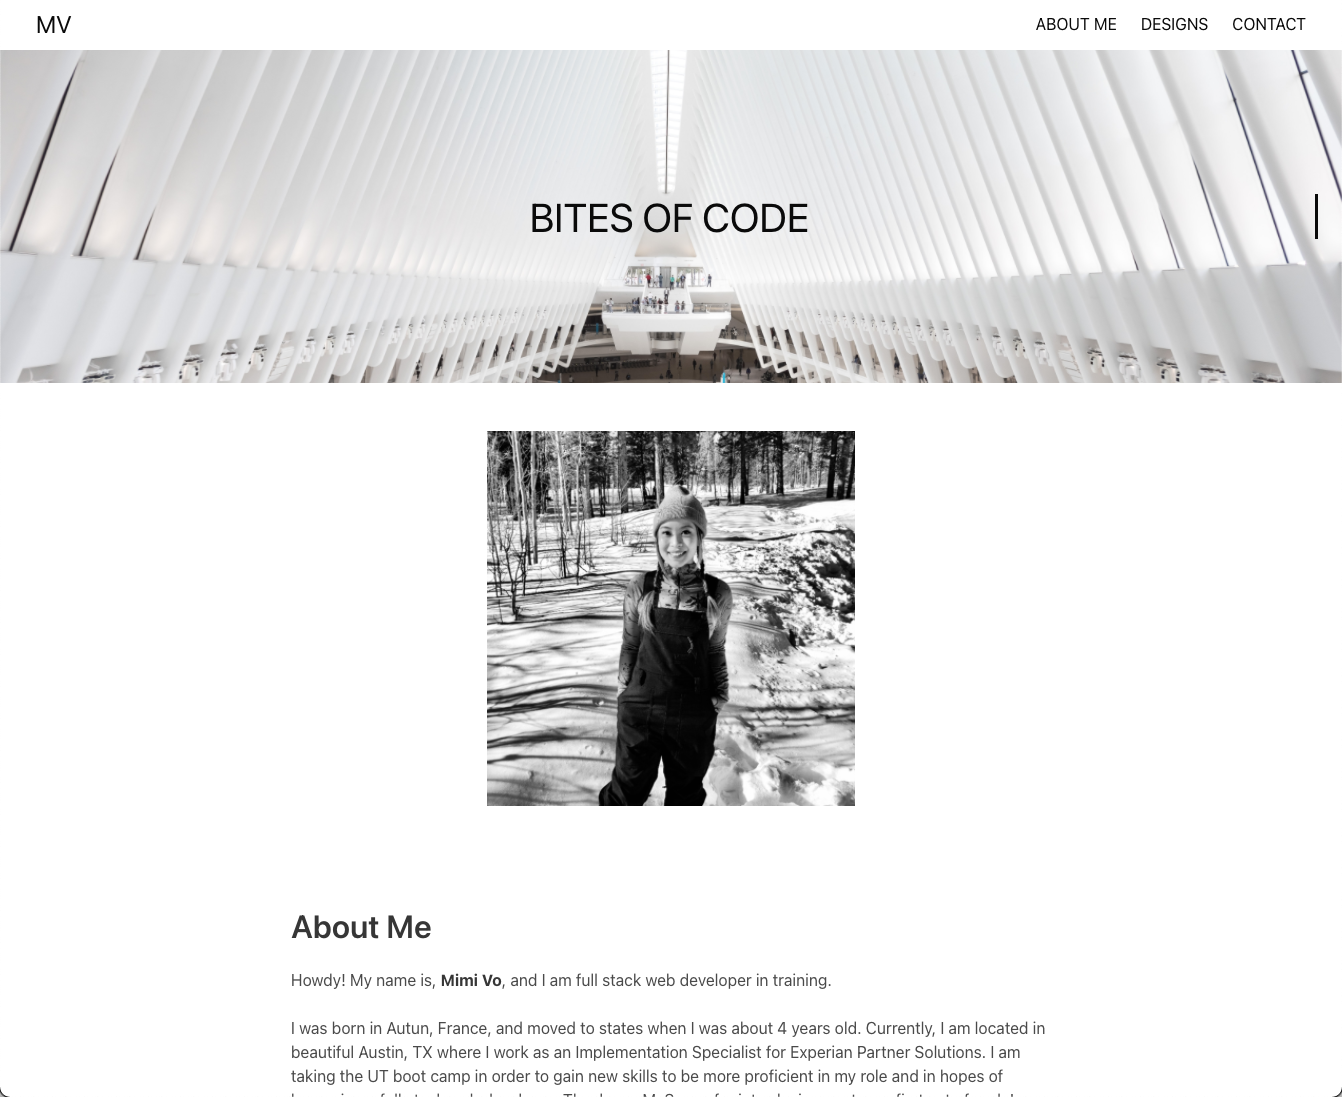 MV
ABOUT ME DESIGNS CONTACT
BITES OF CODE
About Me
Howdy! My name is, Mimi Vo, and I am full stack web developer in training.
I was born in Autun, France, and moved to states when I was about 4 years old. Currently, I am located in
beautiful Austin, TX where I work as an Implementation Specialist for Experian Partner Solutions. I am
taking the UT boot camp in order to gain new skills to be more proficient in my role and in hopes of